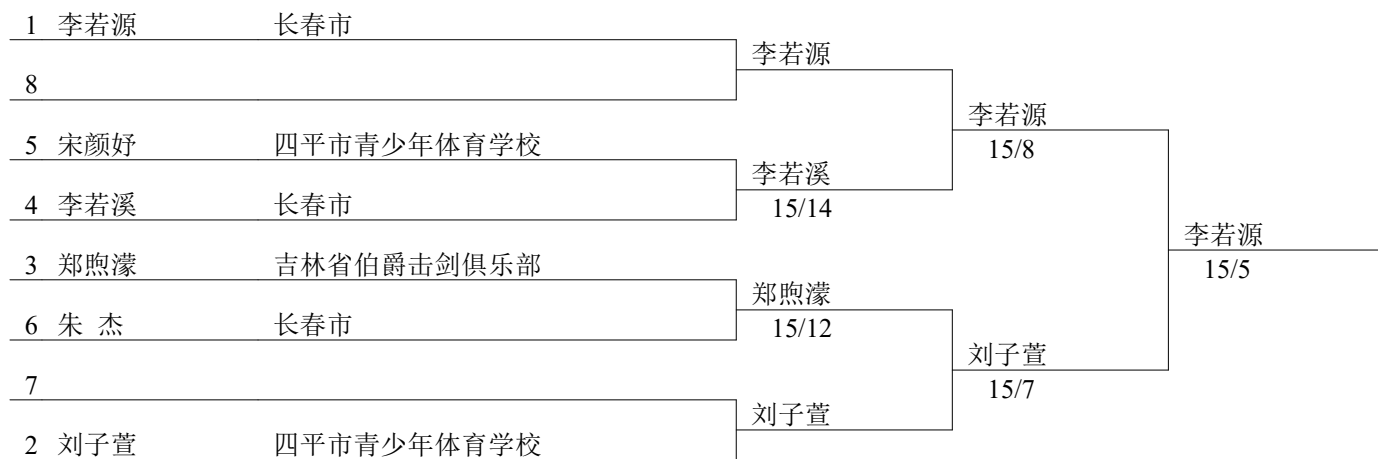 1 李若源 长春市
李若源
8
李若源
15/8
5 宋颜妤 四平市青少年体育学校
李若溪
15/14
4 李若溪 长春市
李若源
15/5
3 郑煦濛 吉林省伯爵击剑俱乐部
郑煦濛
15/12
6 朱 杰 长春市
刘子萱
15/7
7
刘子萱
2 刘子萱 四平市青少年体育学校